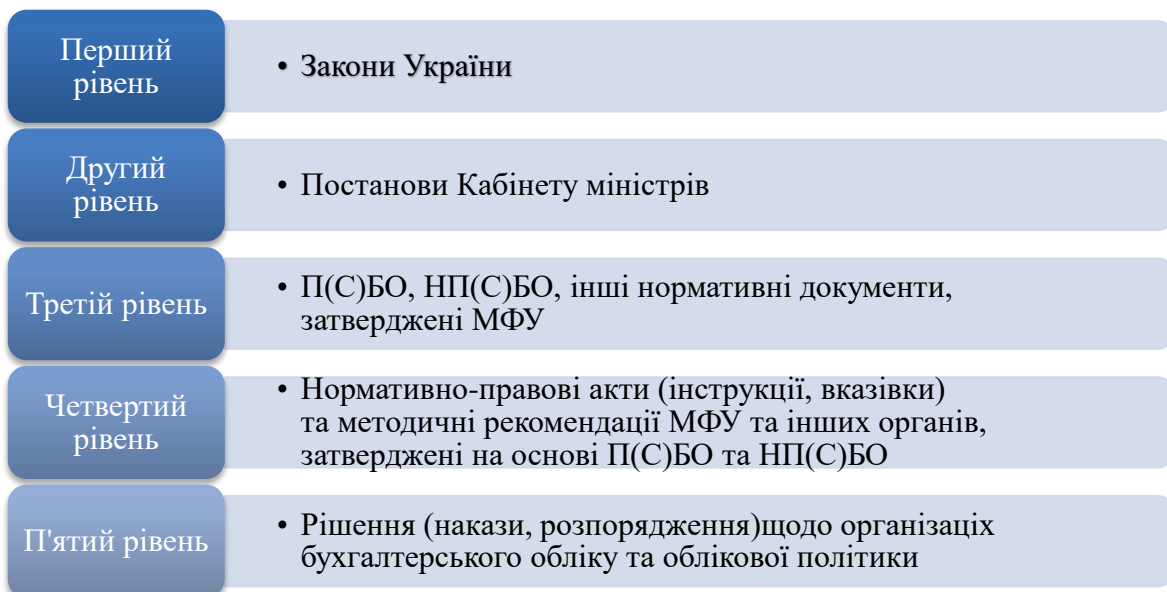 Перший
рівень
• Закони України
Другий
рівень
• Постанови Кабінету міністрів
Третій рівень
• П(С)БО, НП(С)БО, інші нормативні документи,
затверджені МФУ
Четвертий
рівень
• Нормативно-правові акти (інструкції, вказівки)
та методичні рекомендації МФУ та інших органів,
затверджені на основі П(С)БО та НП(С)БО
П'ятий рівень
• Рішення (накази, розпорядження)щодо організаціх
бухгалтерського обліку та облікової політики